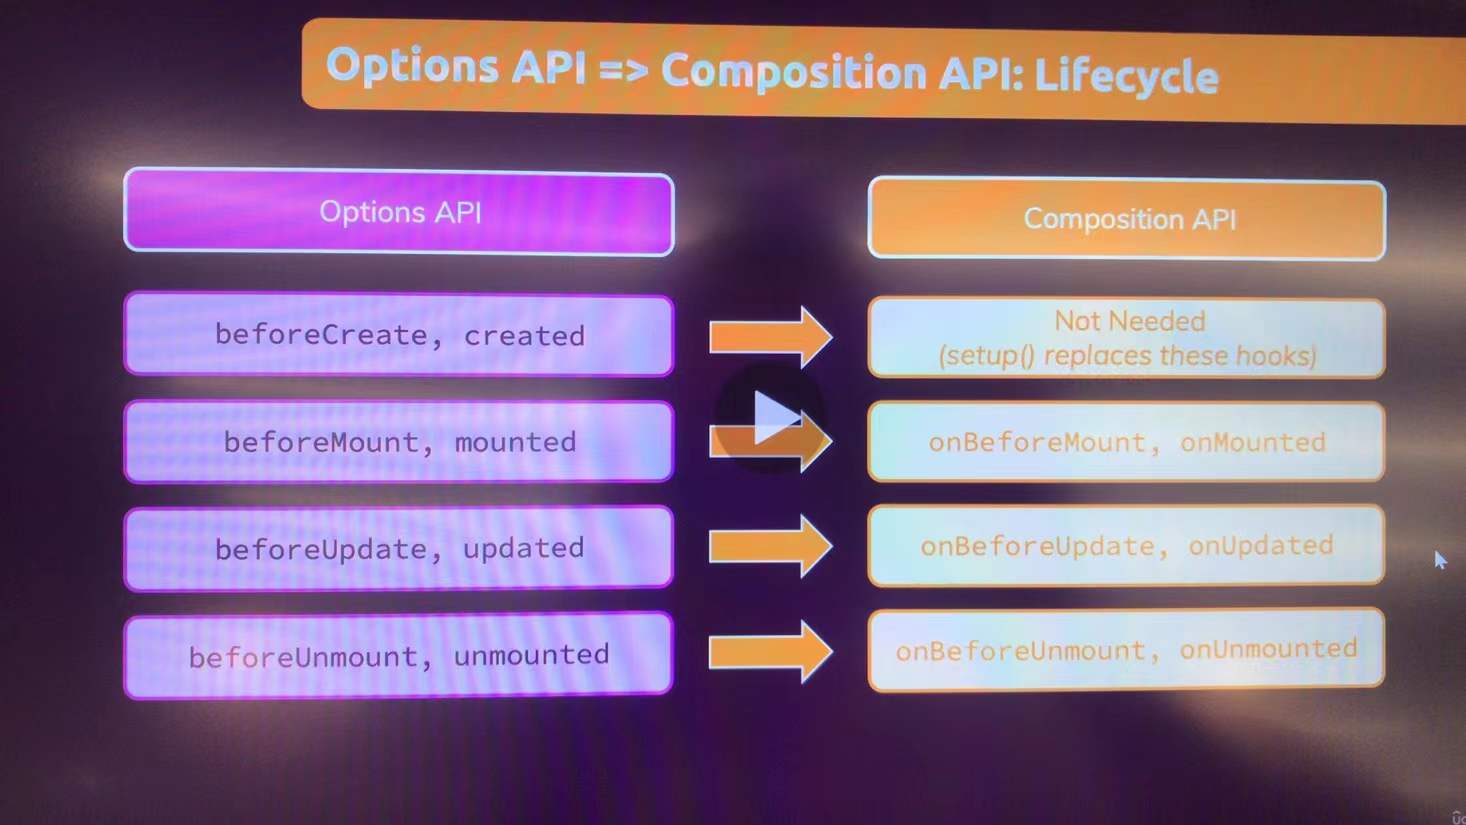 Options API => Composition API: Lifecycle
Options API
Composition API
beforeCreate, created
Not Needed
(setup() replaces these hooks)
beforeMount, mounted
onBeforeMount, onMounted
beforeUpdate, updated
onBeforeUpdate, onUpdated
beforeUnmount, unmounted
onBeforeUnmount, onUnmounted